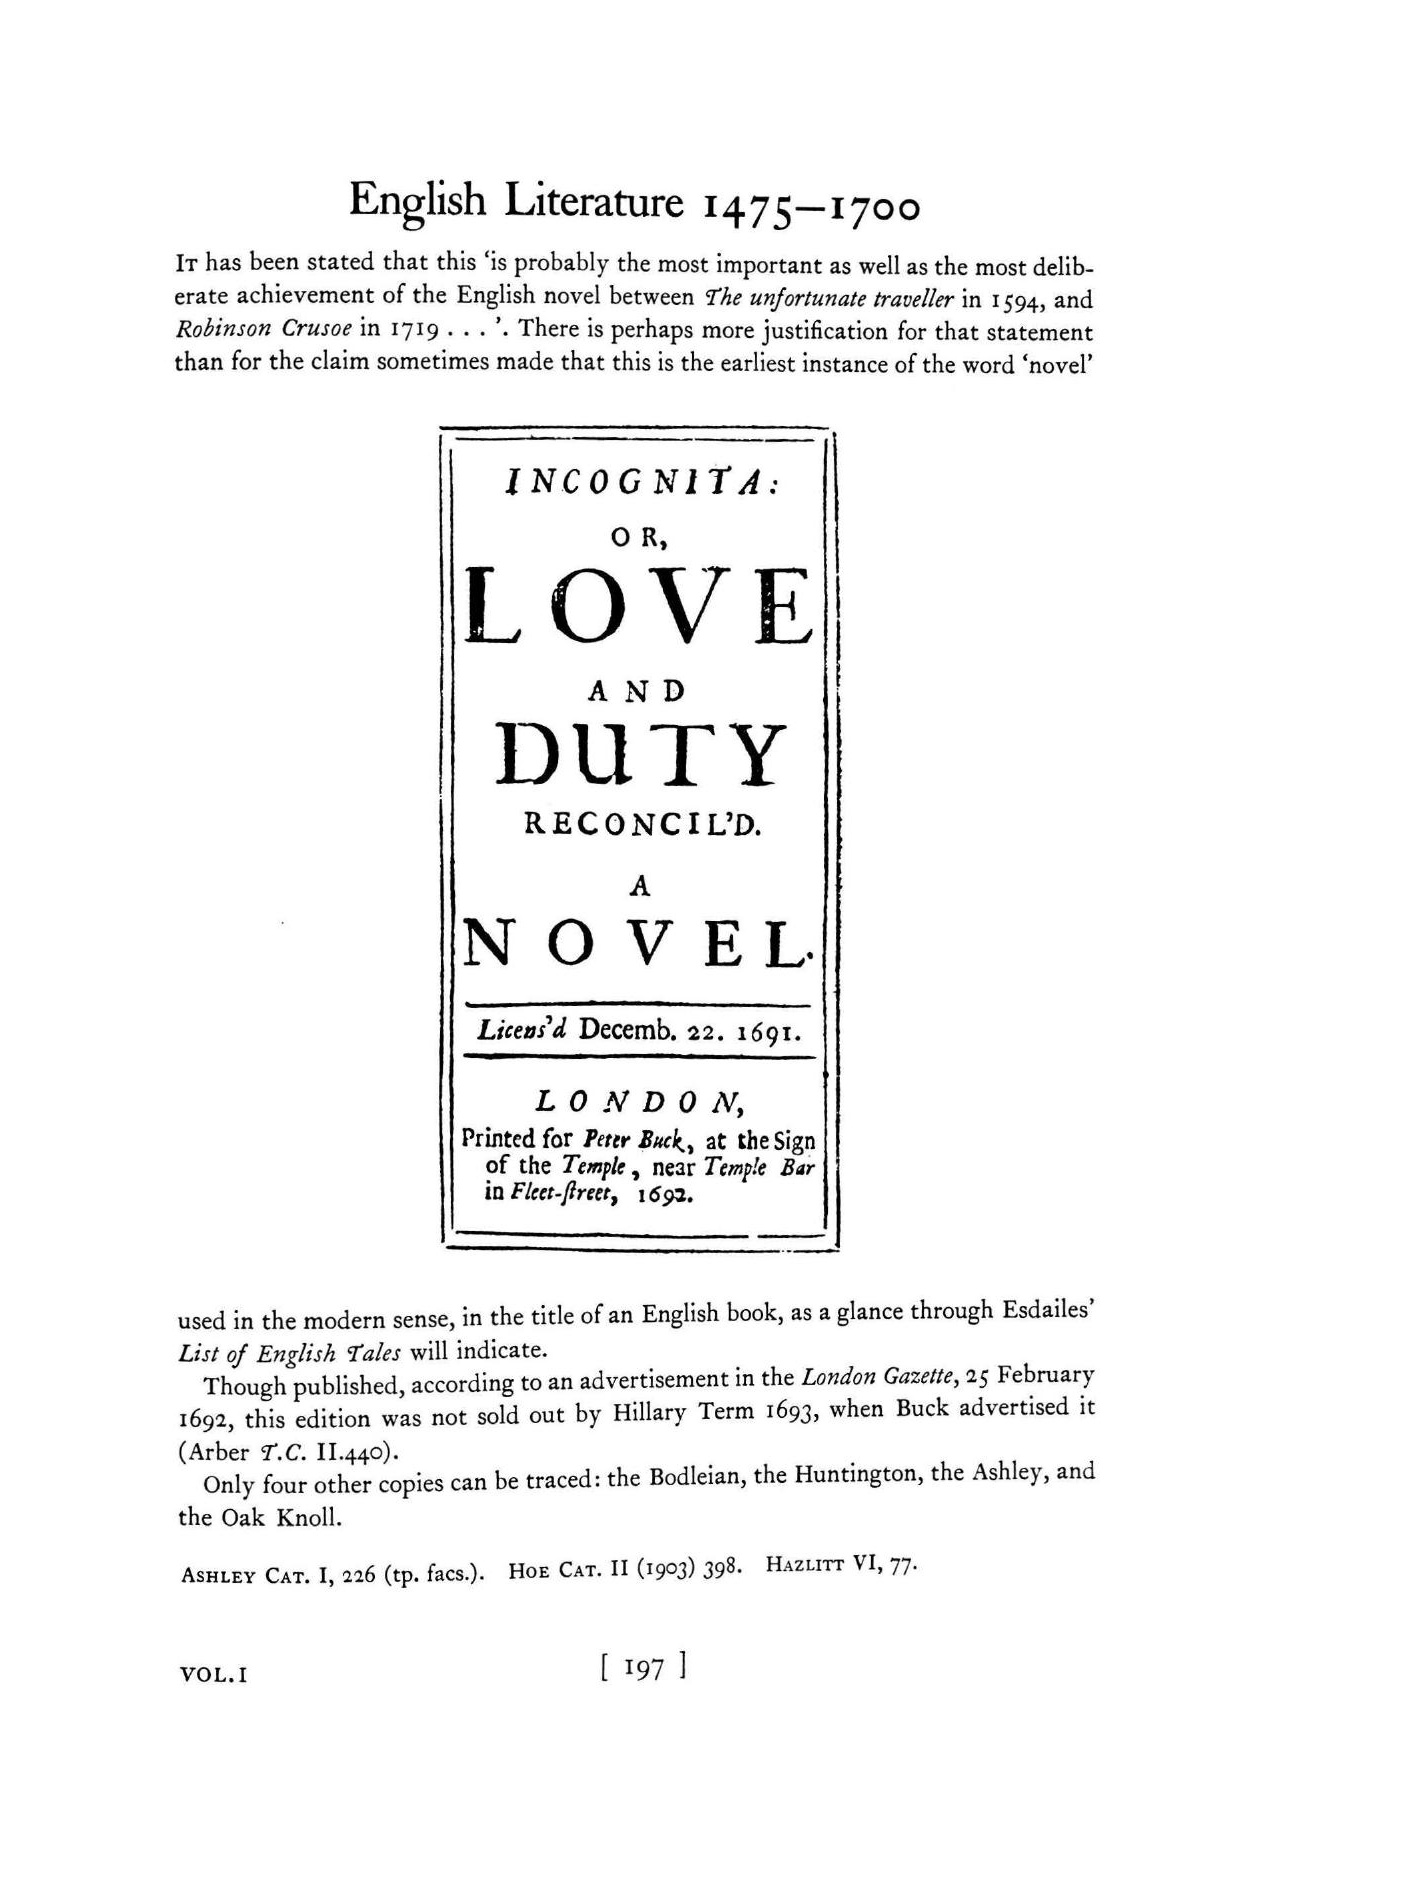 English Literature 1475–1700
IT has been stated that this ‘is probably the most important as well as the most delib-
erate achievement of the English novel between The unfortunate traveller in 1594, and
Robinson Crusoe in 1719 . . . ’. There is perhaps more justification for that statement
than for the claim sometimes made that this is the earliest instance of the word ‘novel’
INCOGNITA:
OR,
LOVE
AND
DUTY
RECONCIL’D.
A
NOVEL.
Licens’d Decemb. 22. 1691.
LONDON,
Printed for Peter Buck, at the Sign
of the Temple, near Temple Bar
in Fleet-ſtreet, 1692.
used in the modern sense, in the title of an English book, as a glance through Esdailes’
List of English Tales will indicate.
Though published, according to an advertisement in the London Gazette, 25 February
1692, this edition was not sold out by Hillary Term 1693, when Buck advertised it
(Arber T.C. II.440).
Only four other copies can be traced: the Bodleian, the Huntington, the Ashley, and
the Oak Knoll.
ASHLEY CAT. I, 226 (tp. facs.). HOE CAT. II (1903) 398. HAZLITT VI, 77.
VOL. I [ 197 ]